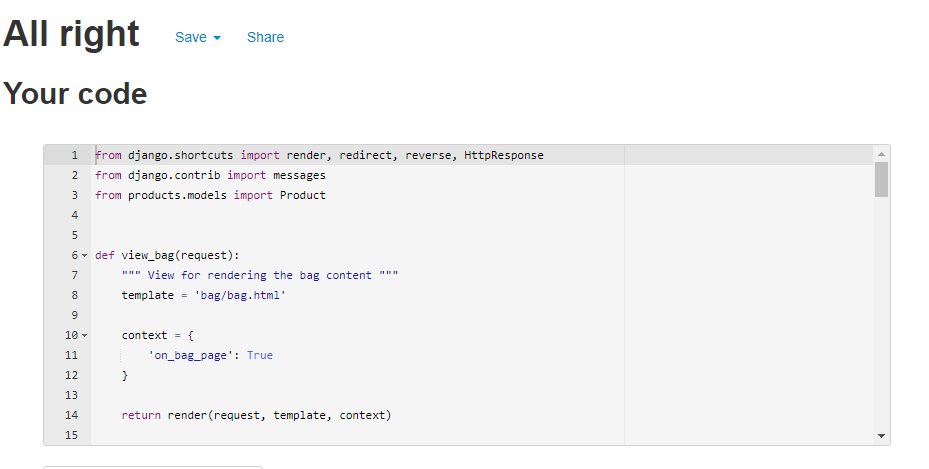 All right Save Share
Your code
1 from django.shortcuts import render, redirect, reverse, HttpResponse
2 from django.contrib import messages
3 from products.models import Product
4
5
6 def view_bag(request):
7     """ View for rendering the bag content """
8     template = 'bag/bag.html'
9
10     context = {
11         'on_bag_page': True
12     }
13
14     return render(request, template, context)
15